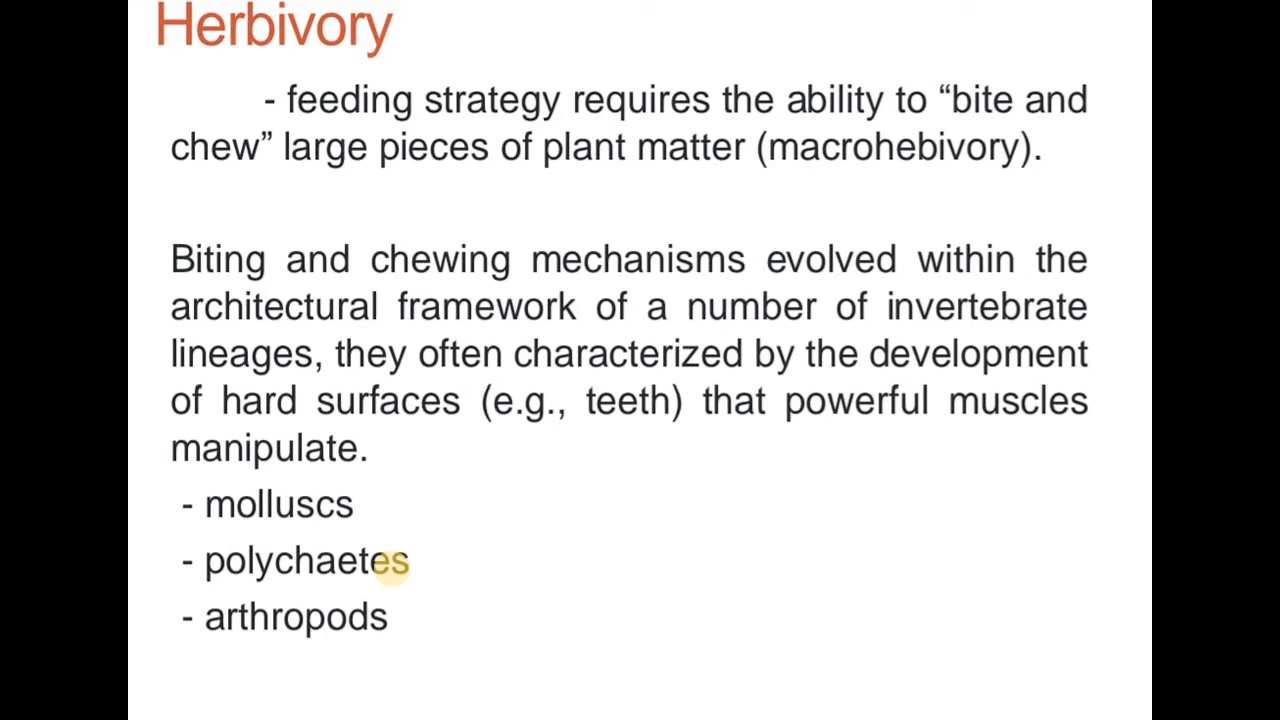 Herbivory
- feeding strategy requires the ability to “bite and
chew” large pieces of plant matter (macrohebivory).
Biting and chewing mechanisms evolved within the
architectural framework of a number of invertebrate
lineages, they often characterized by the development
of hard surfaces (e.g., teeth) that powerful muscles
manipulate.
- molluscs
- polychaetes
- arthropods